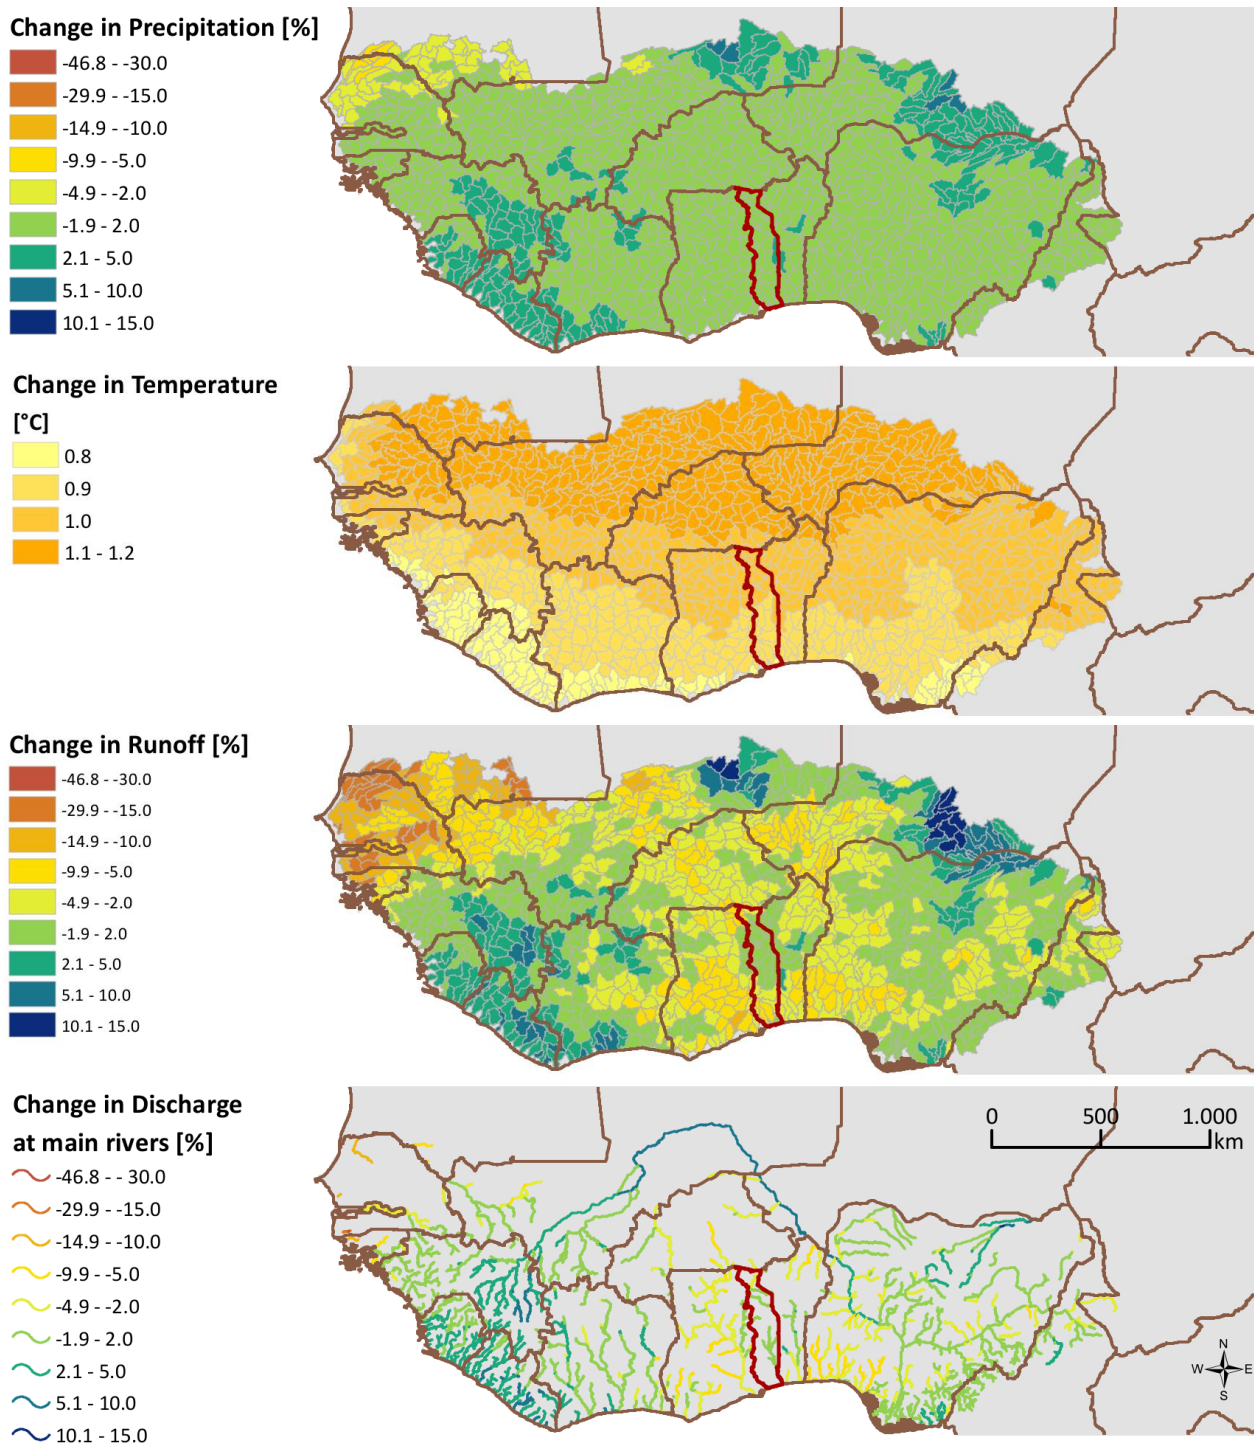 Change in Precipitation [%]
-46.8 - -30.0
-29.9 - -15.0
-14.9 - -10.0
-9.9 - -5.0
-4.9 - -2.0
-1.9 - 2.0
2.1 - 5.0
5.1 - 10.0
10.1 - 15.0
Change in Temperature
[°C]
0.8
0.9
1.0
1.1 - 1.2
Change in Runoff [%]
-46.8 - -30.0
-29.9 - -15.0
-14.9 - -10.0
-9.9 - -5.0
-4.9 - -2.0
-1.9 - 2.0
2.1 - 5.0
5.1 - 10.0
10.1 - 15.0
Change in Discharge
at main rivers [%]
-46.8 - - 30.0
-29.9 - -15.0
-14.9 - -10.0
-9.9 - -5.0
-4.9 - -2.0
-1.9 - 2.0
2.1 - 5.0
5.1 - 10.0
10.1 - 15.0
0 500 1.000
km
N
W E
S